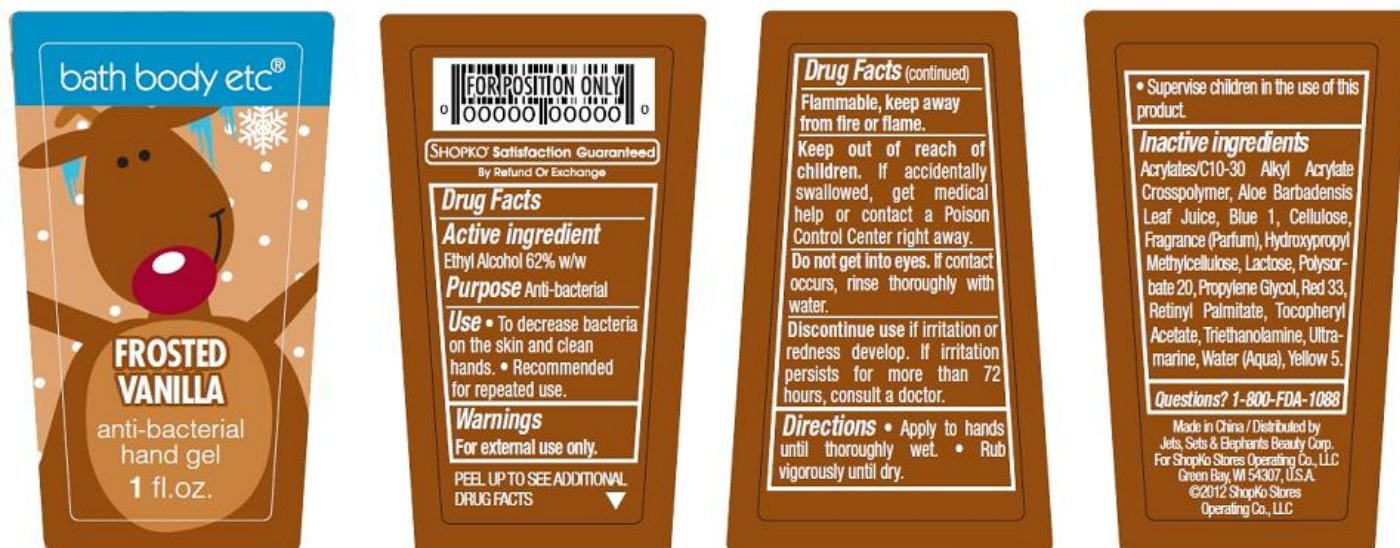 bath body etc®
FROSTED
VANILLA
anti-bacterial
hand gel
1 fl.oz.
FOR POSITION ONLY
0 00000 00000 0
SHOPKO® Satisfaction Guaranteed
By Refund Or Exchange
Drug Facts
Active ingredient
Ethyl Alcohol 62% w/w
Purpose Anti-bacterial
Use • To decrease bacteria
on the skin and clean
hands. • Recommended
for repeated use.
Warnings
For external use only.
PEEL UP TO SEE ADDITIONAL
DRUG FACTS
Drug Facts (continued)
Flammable, keep away
from fire or flame.
Keep out of reach of
children. If accidentally
swallowed, get medical
help or contact a Poison
Control Center right away.
Do not get into eyes. If contact
occurs, rinse thoroughly with
water.
Discontinue use if irritation or
redness develop. If irritation
persists for more than 72
hours, consult a doctor.
Directions • Apply to hands
until thoroughly wet. • Rub
vigorously until dry.
• Supervise children in the use of this
product.
Inactive ingredients
Acrylates/C10-30 Alkyl Acrylate
Crosspolymer, Aloe Barbadensis
Leaf Juice, Blue 1, Cellulose,
Fragrance (Parfum), Hydroxypropyl
Methylcellulose, Lactose, Polysor-
bate 20, Propylene Glycol, Red 33,
Retinyl Palmitate, Tocopheryl
Acetate, Triethanolamine, Ultra-
marine, Water (Aqua), Yellow 5.
Questions? 1-800-FDA-1088
Made in China / Distributed by
Jets, Sets & Elephants Beauty Corp.
For ShopKo Stores Operating Co., LLC
Green Bay, WI 54307, U.S.A.
©2012 ShopKo Stores
Operating Co., LLC